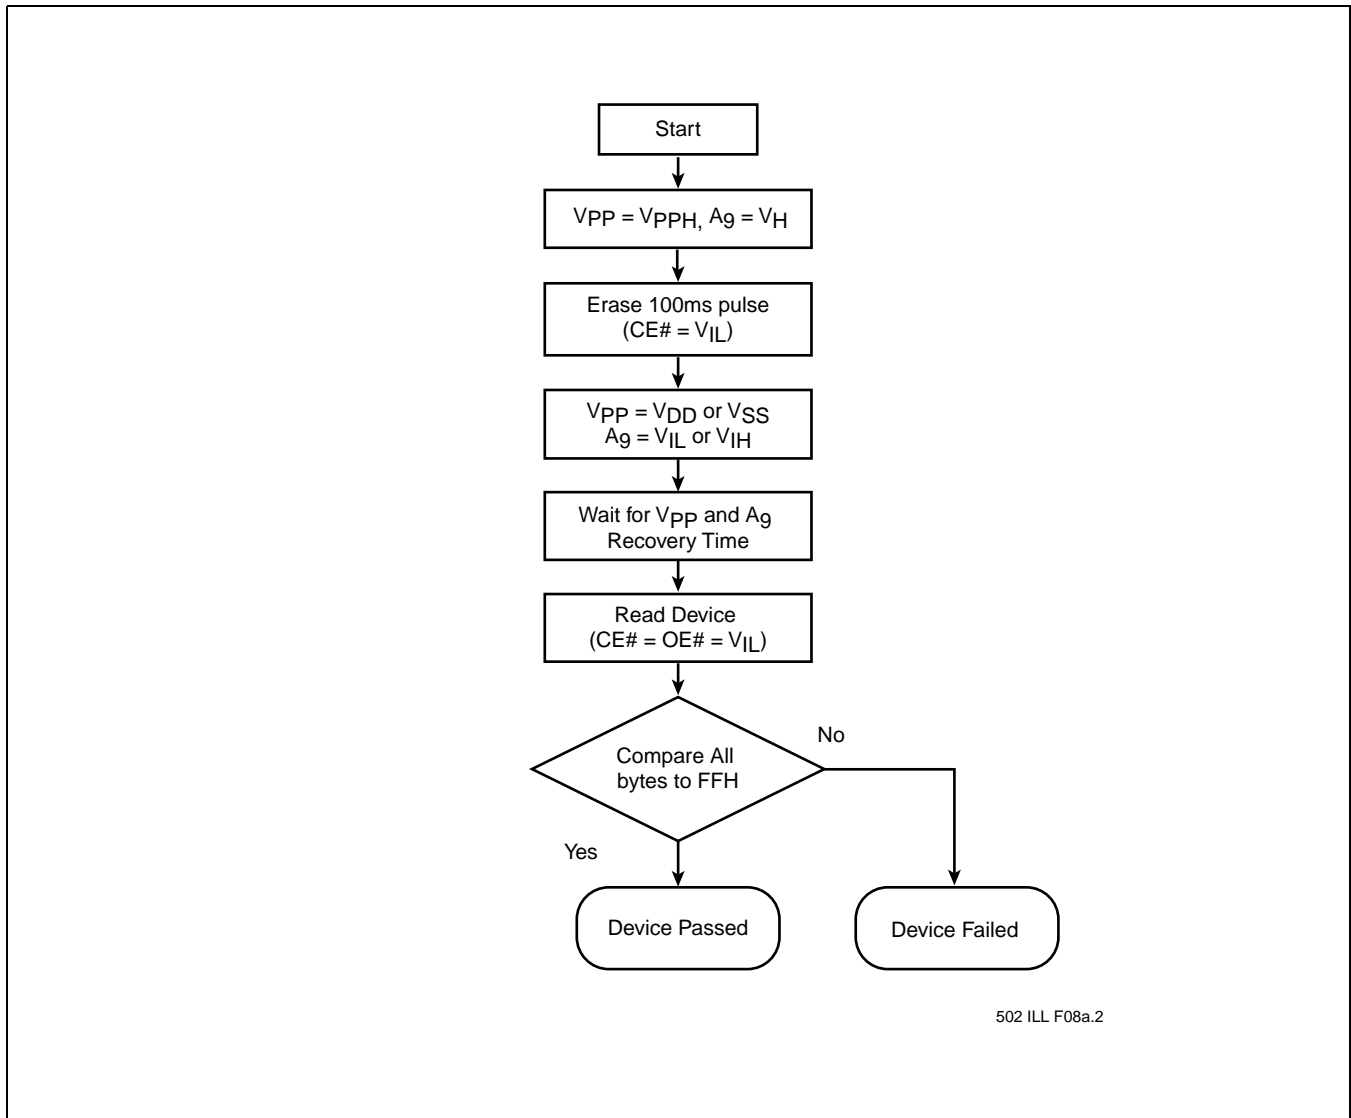 Start
VPP = VPPH, A9 = VH
Erase 100ms pulse
(CE# = VIL)
VPP = VDD or VSS
A9 = VIL or VIH
Wait for VPP and A9
Recovery Time
Read Device
(CE# = OE# = VIL)
Compare All
bytes to FFH
No
Yes
Device Passed
Device Failed
502 ILL F08a.2